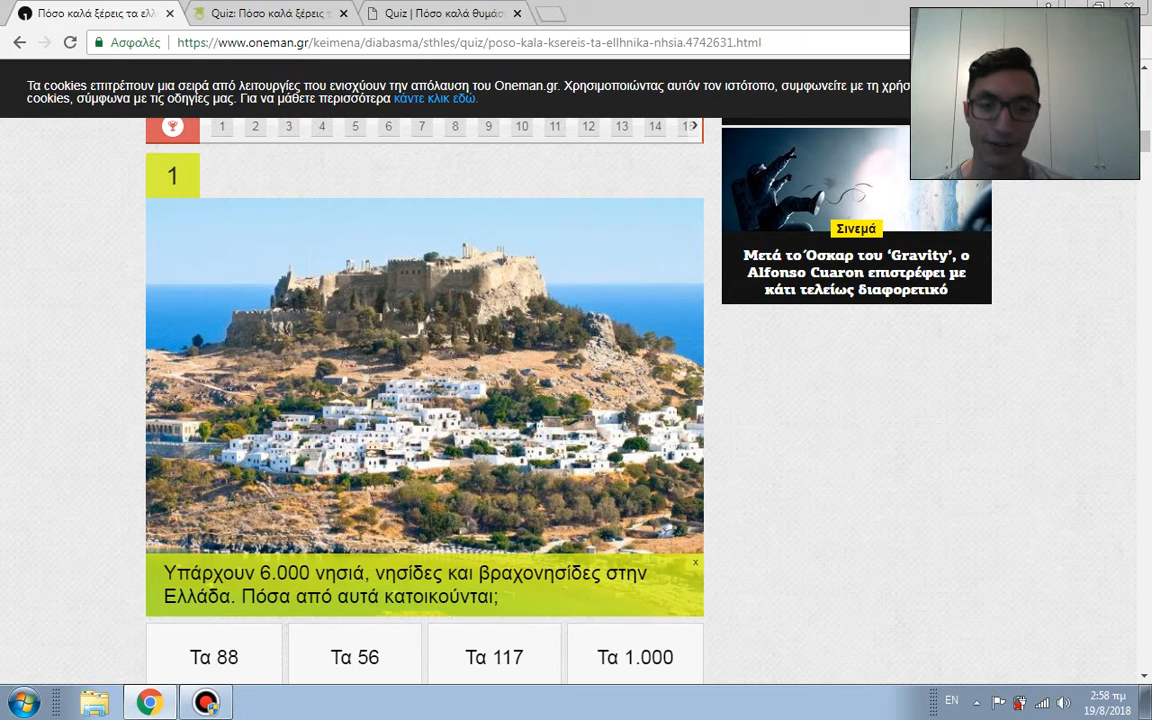 Πόσο καλά ξέρεις τα ελλ
Quiz: Πόσο καλά ξέρεις τ
Quiz | Πόσο καλά θυμάσα
Ασφαλές
https://www.oneman.gr/keimena/diabasma/sthles/quiz/poso-kala-ksereis-ta-ellhnika-nhsia.4742631.html
Τα cookies επιτρέπουν μια σειρά από λειτουργίες που ενισχύουν την απόλαυση του Oneman.gr. Χρησιμοποιώντας αυτόν τον ιστότοπο, συμφωνείτε με τη χρήσ
cookies, σύμφωνα με τις οδηγίες μας. Για να μάθετε περισσότερα κάντε κλικ εδώ.
1 2 3 4 5 6 7 8 9 10 11 12 13 14 15
1
Σινεμά
Μετά το Όσκαρ του ‘Gravity’, ο
Alfonso Cuaron επιστρέφει με
κάτι τελείως διαφορετικό
x
Υπάρχουν 6.000 νησιά, νησίδες και βραχονησίδες στην
Ελλάδα. Πόσα από αυτά κατοικούνται;
Τα 88
Τα 56
Τα 117
Τα 1.000
EN
2:58 πμ
19/8/2018